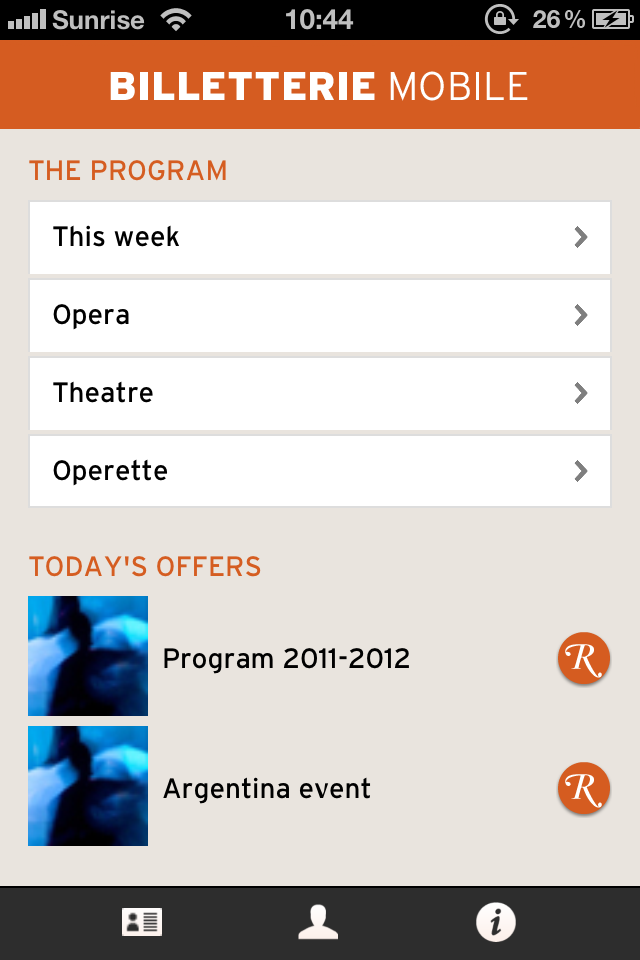 Sunrise 10:44 26 %
BILLETTERIE MOBILE
THE PROGRAM
This week
Opera
Theatre
Operette
TODAY'S OFFERS
Program 2011-2012
R
Argentina event
R
i